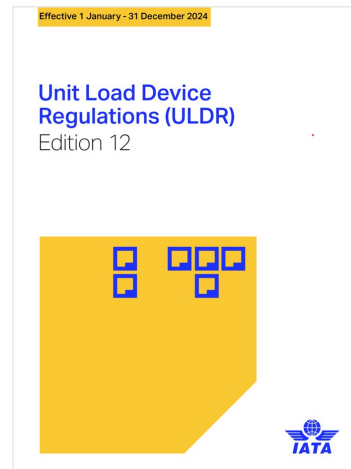 Effective 1 January - 31 December 2024
Unit Load Device
Regulations (ULDR)
Edition 12
IATA